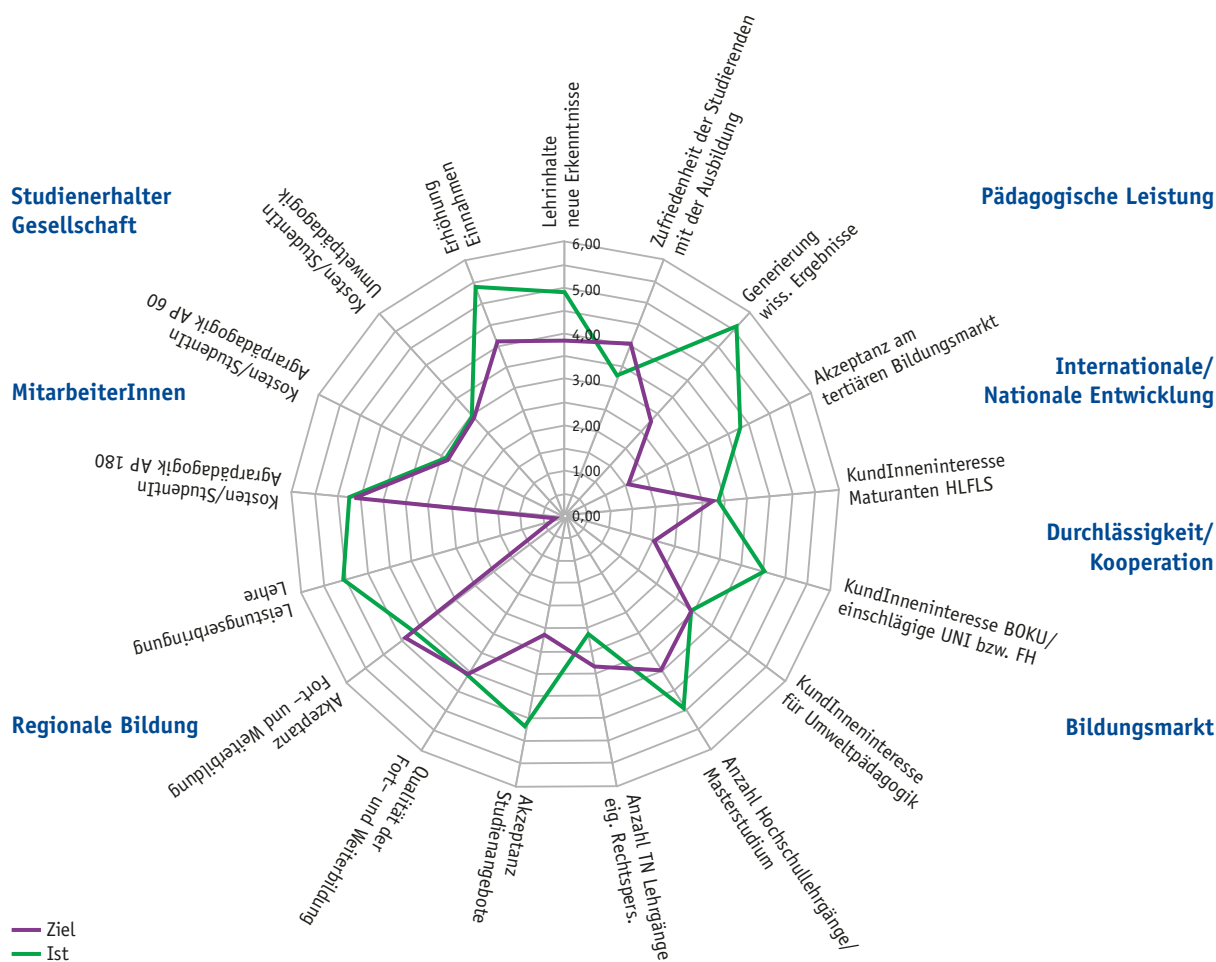 Studienerhalter
Gesellschaft
MitarbeiterInnen
Regionale Bildung
Pädagogische Leistung
Internationale/
Nationale Entwicklung
Durchlässigkeit/
Kooperation
Bildungsmarkt
Lehrinhalte
neue Erkenntnisse
Zufriedenheit der Studierenden
mit der Ausbildung
Generierung
wiss. Ergebnisse
Akzeptanz am
tertiären Bildungsmarkt
KundInneninteresse
Maturanten HLFLS
KundInneninteresse BOKU/
einschlägige UNI bzw. FH
KundInneninteresse
für Umweltpädagogik
Anzahl Hochschullehrgänge/
Masterstudium
Anzahl TN Lehrgänge
eig. Rechtspers.
Akzeptanz
Studienangebote
Qualität der
Fort- und Weiterbildung
Akzeptanz
Fort- und Weiterbildung
Leistungserbringung
Lehre
Kosten/StudentIn
Agrarpädagogik AP 180
Kosten/StudentIn
Agrarpädagogik AP 60
Kosten/StudentIn
Umweltpädagogik
Erhöhung
Einnahmen
6,00
5,00
4,00
3,00
2,00
1,00
0,00
Ziel
Ist